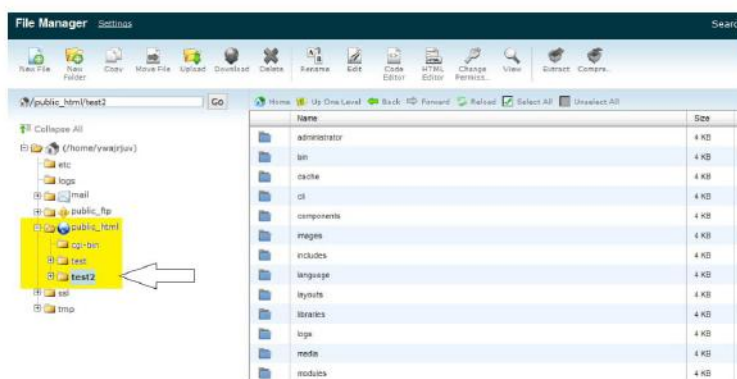 File Manager Settings Searc
New File New Folder Copy Move File Upload Download Delete Rename Edit Code Editor HTML Editor Change Permiss... View Extract Compre..
/public_html/test2 Go
Home Up One Level Back Forward Reload Select All Unselect All
Collapse All
Name Size
(/home/ywajrjuv)
etc
logs
mail
public_ftp
public_html
cgi-bin
test
test2
ssl
tmp
administrator 4 KB
bin 4 KB
cache 4 KB
cli 4 KB
components 4 KB
images 4 KB
includes 4 KB
language 4 KB
layouts 4 KB
libraries 4 KB
logs 4 KB
media 4 KB
modules 4 KB